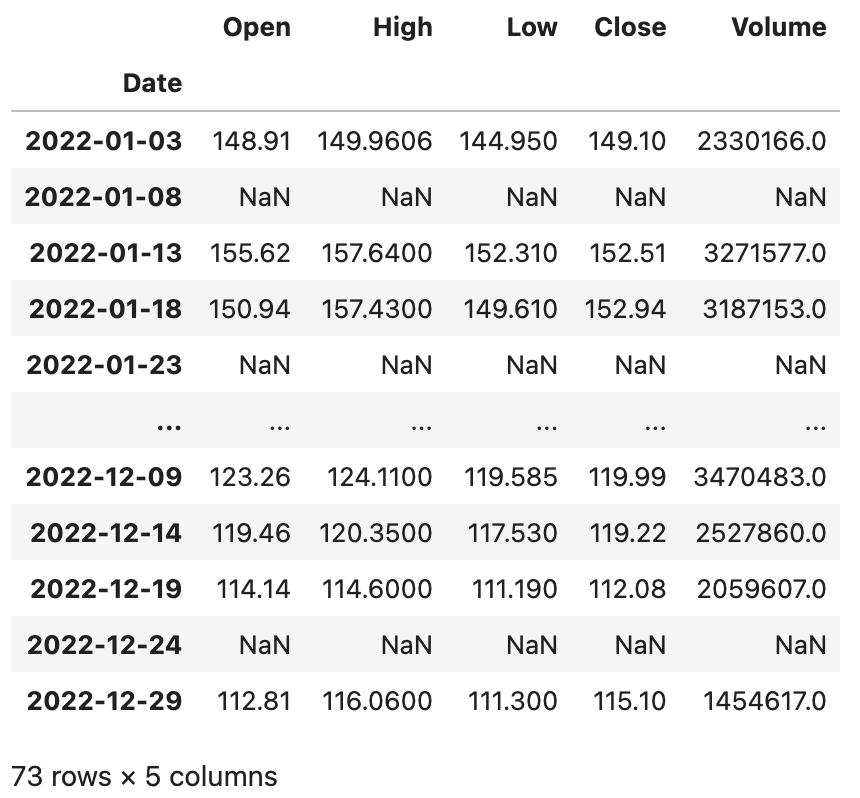 Open High Low Close Volume
Date
2022-01-03 148.91 149.9606 144.950 149.10 2330166.0
2022-01-08 NaN NaN NaN NaN NaN
2022-01-13 155.62 157.6400 152.310 152.51 3271577.0
2022-01-18 150.94 157.4300 149.610 152.94 3187153.0
2022-01-23 NaN NaN NaN NaN NaN
... ... ... ... ... ...
2022-12-09 123.26 124.1100 119.585 119.99 3470483.0
2022-12-14 119.46 120.3500 117.530 119.22 2527860.0
2022-12-19 114.14 114.6000 111.190 112.08 2059607.0
2022-12-24 NaN NaN NaN NaN NaN
2022-12-29 112.81 116.0600 111.300 115.10 1454617.0
73 rows × 5 columns